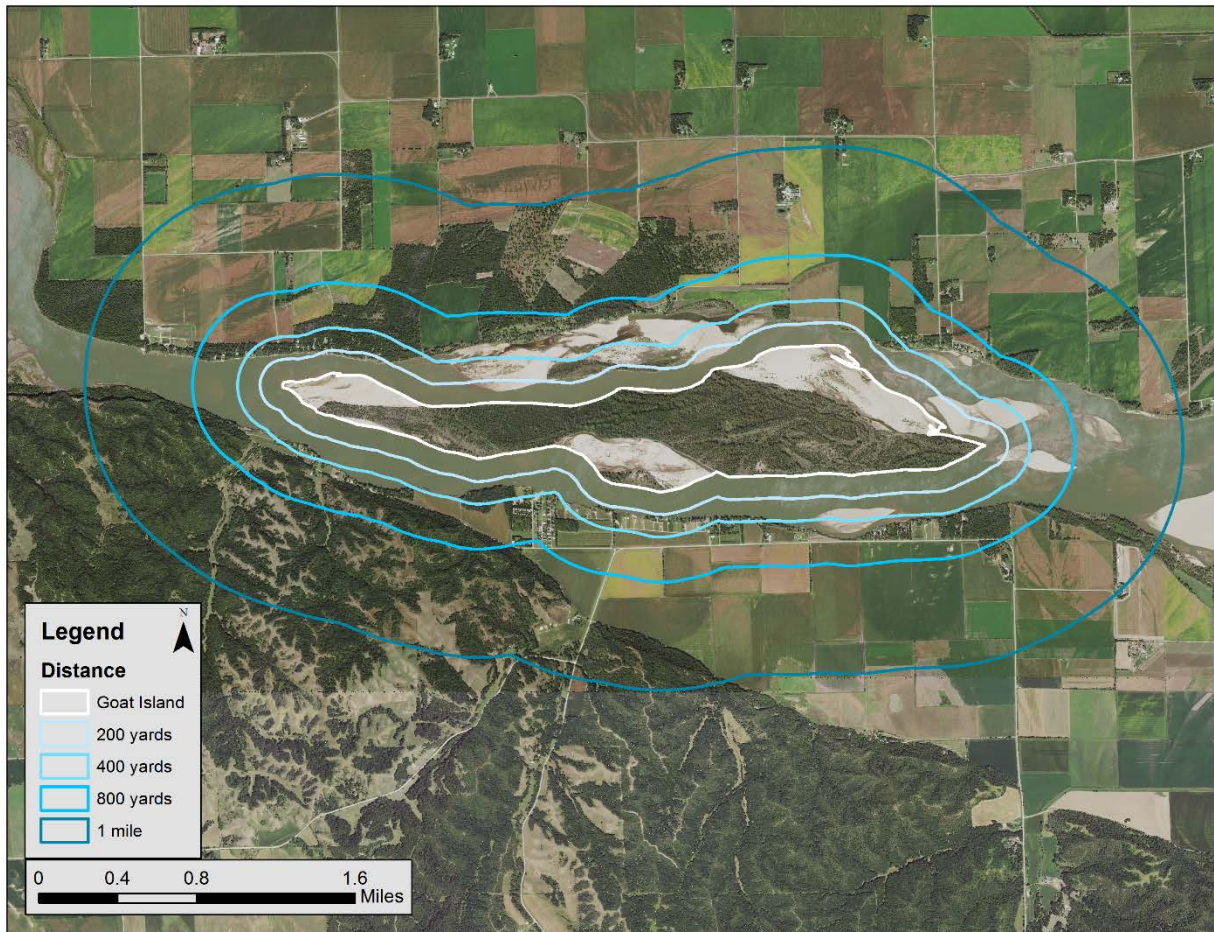 N
Legend
Distance
Goat Island
200 yards
400 yards
800 yards
1 mile
0 0.4 0.8 1.6
Miles